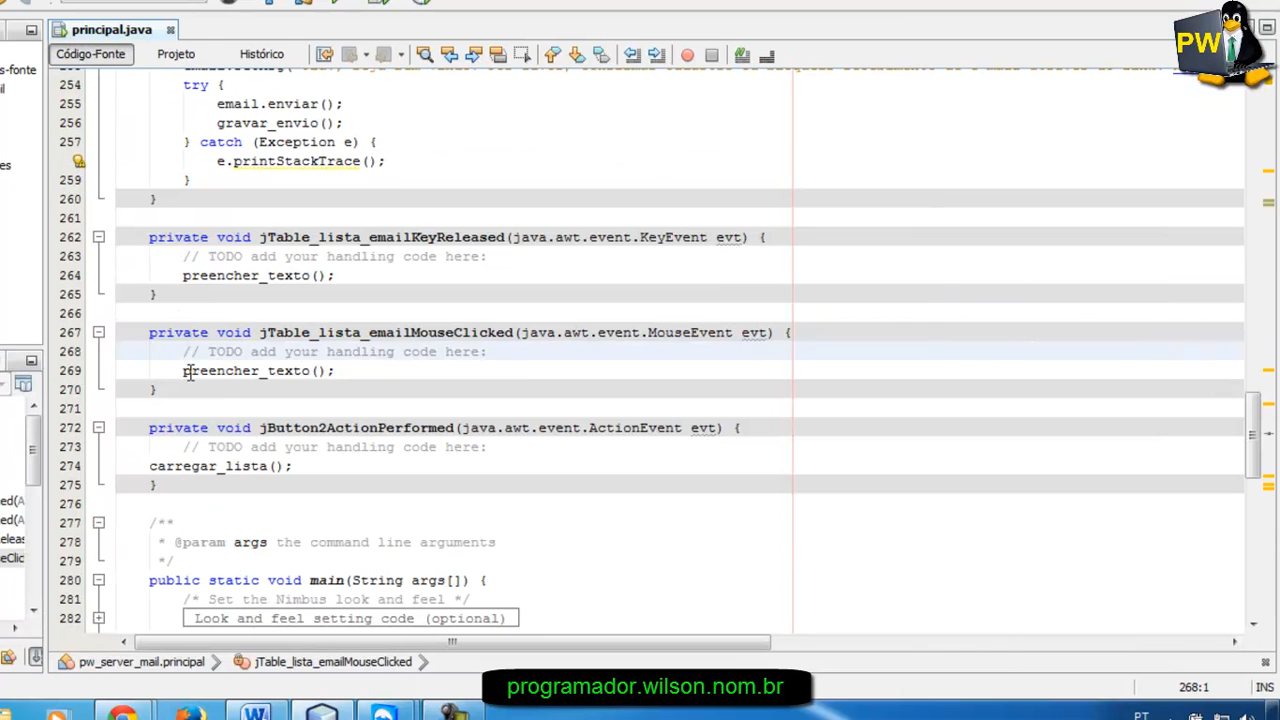 principal.java
PW
Código-Fonte Projeto Histórico
254 try {
255 email.enviar();
256 gravar_envio();
257 } catch (Exception e) {
e.printStackTrace();
259 }
260 }
261
262 private void jTable_lista_emailKeyReleased(java.awt.event.KeyEvent evt) {
263 // TODO add your handling code here:
264 preencher_texto();
265 }
266
267 private void jTable_lista_emailMouseClicked(java.awt.event.MouseEvent evt) {
268 // TODO add your handling code here:
269 preencher_texto();
270 }
271
272 private void jButton2ActionPerformed(java.awt.event.ActionEvent evt) {
273 // TODO add your handling code here:
274 carregar_lista();
275 }
276
277 /**
278 * @param args the command line arguments
279 */
280 public static void main(String args[]) {
281 /* Set the Nimbus look and feel */
282 Look and feel setting code (optional)
pw_server_mail.principal jTable_lista_emailMouseClicked
programador.wilson.nom.br
268:1 INS
PT